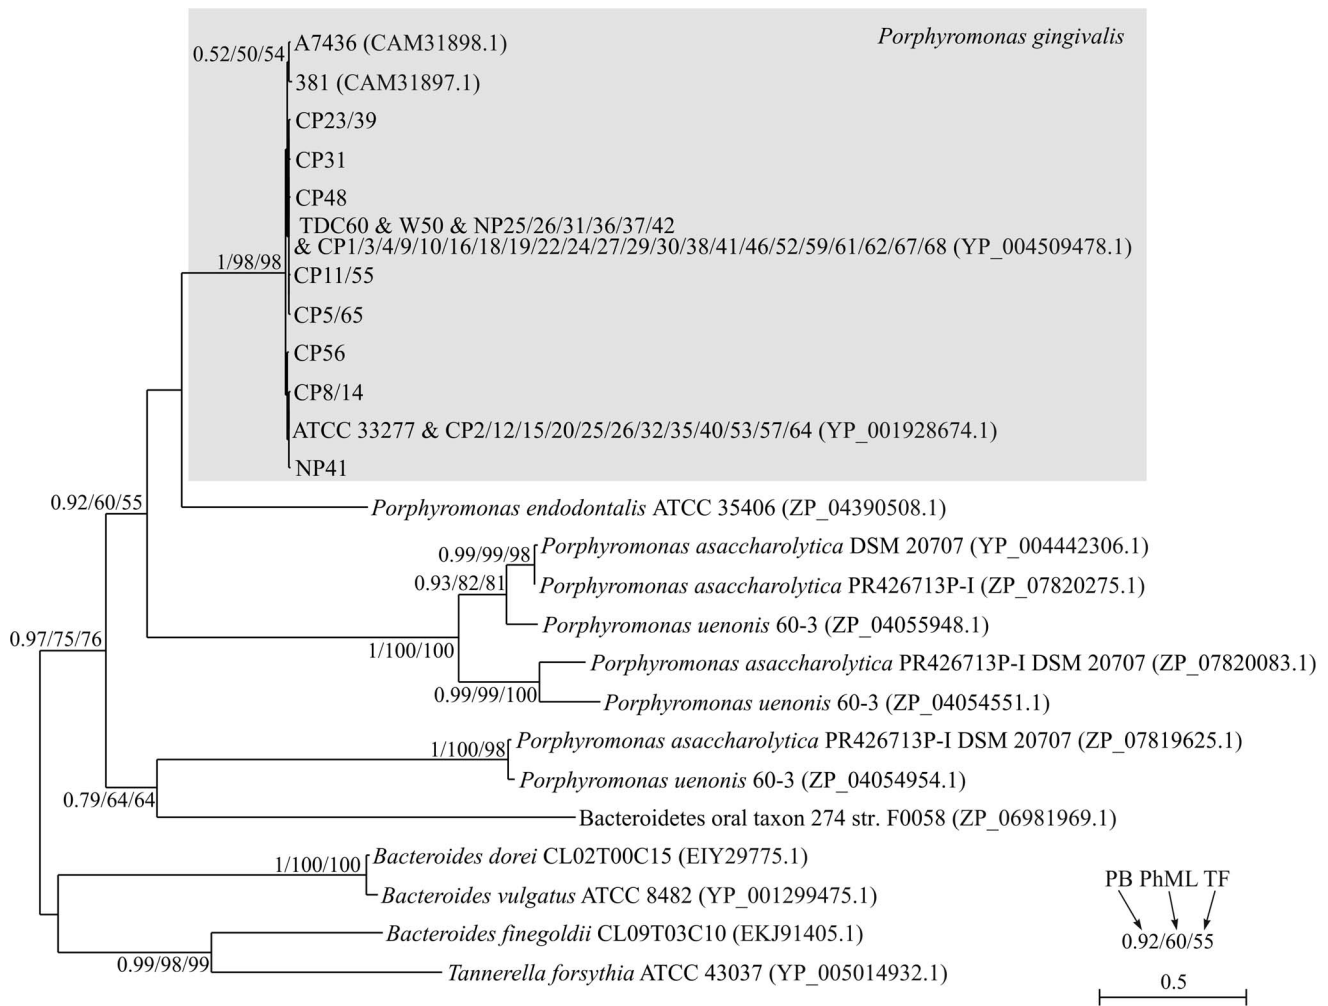 Porphyromonas gingivalis
0.52/50/54
A7436 (CAM31898.1)
381 (CAM31897.1)
CP23/39
CP31
CP48
TDC60 & W50 & NP25/26/31/36/37/42
& CP1/3/4/9/10/16/18/19/22/24/27/29/30/38/41/46/52/59/61/62/67/68 (YP_004509478.1)
1/98/98
CP11/55
CP5/65
CP56
CP8/14
ATCC 33277 & CP2/12/15/20/25/26/32/35/40/53/57/64 (YP_001928674.1)
NP41
0.92/60/55
Porphyromonas endodontalis ATCC 35406 (ZP_04390508.1)
0.99/99/98
Porphyromonas asaccharolytica DSM 20707 (YP_004442306.1)
0.93/82/81
Porphyromonas asaccharolytica PR426713P-I (ZP_07820275.1)
Porphyromonas uenonis 60-3 (ZP_04055948.1)
0.97/75/76
1/100/100
Porphyromonas asaccharolytica PR426713P-I DSM 20707 (ZP_07820083.1)
0.99/99/100
Porphyromonas uenonis 60-3 (ZP_04054551.1)
1/100/98
Porphyromonas asaccharolytica PR426713P-I DSM 20707 (ZP_07819625.1)
Porphyromonas uenonis 60-3 (ZP_04054954.1)
0.79/64/64
Bacteroidetes oral taxon 274 str. F0058 (ZP_06981969.1)
1/100/100
Bacteroides dorei CL02T00C15 (EIY29775.1)
Bacteroides vulgatus ATCC 8482 (YP_001299475.1)
Bacteroides finegoldii CL09T03C10 (EKJ91405.1)
0.99/98/99
Tannerella forsythia ATCC 43037 (YP_005014932.1)
PB PhML TF
0.92/60/55
0.5